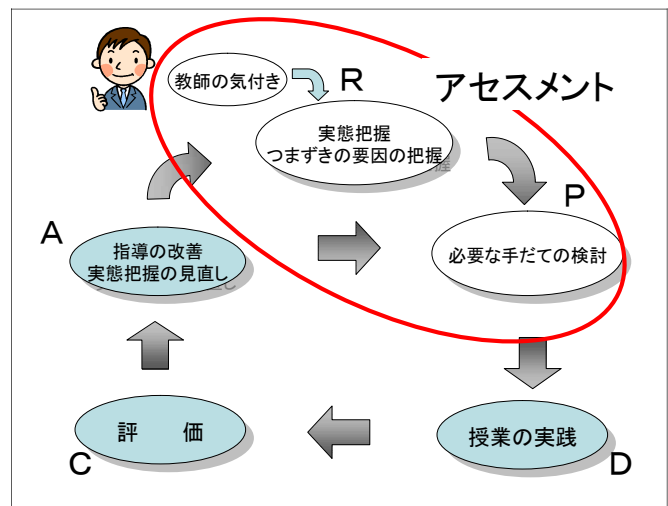 教師の気付き
R
アセスメント
実態把握
つまずきの要因の把握
P
必要な手だての検討
A
指導の改善
実態把握の見直し
評　価
C
授業の実践
D